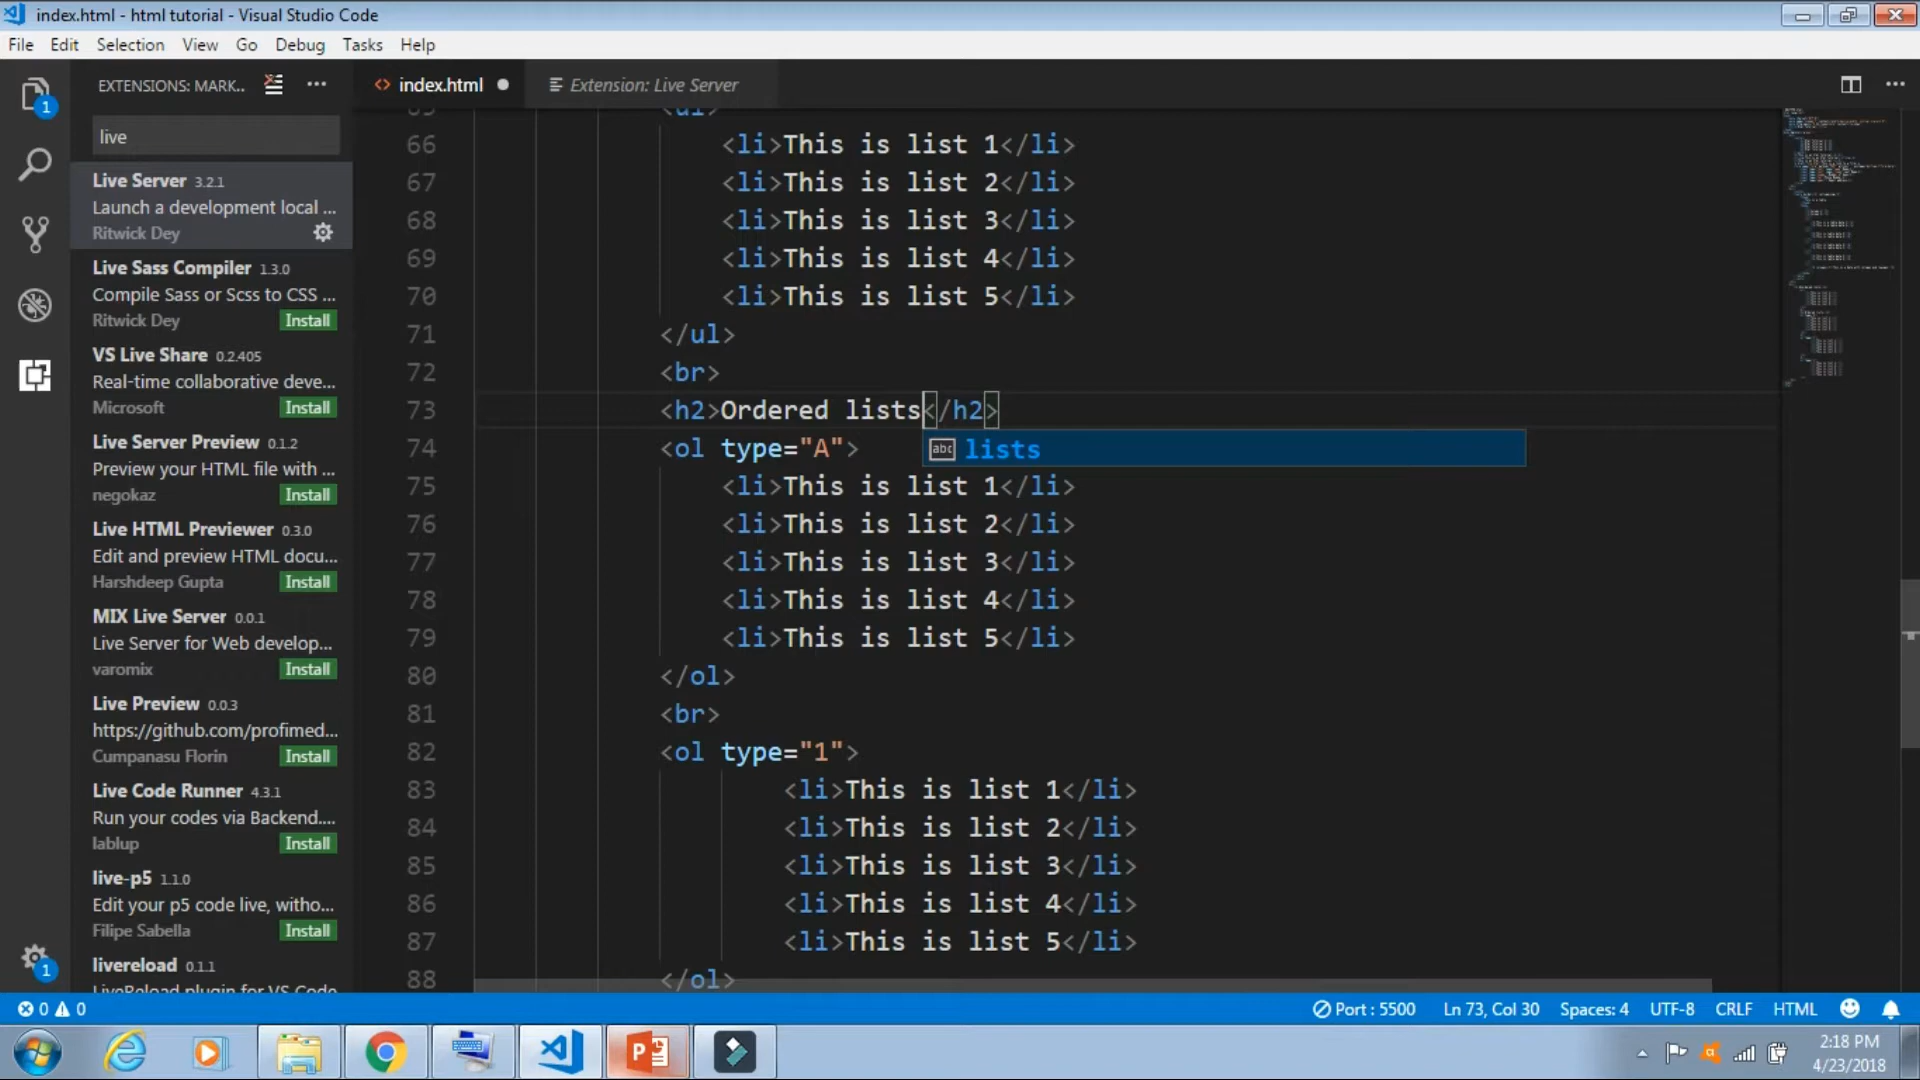 index.html - html tutorial - Visual Studio Code
File Edit Selection View Go Debug Tasks Help
EXTENSIONS: MARK...
index.html
Extension: Live Server
1
live
Live Server 3.2.1
Launch a development local ...
Ritwick Dey
Live Sass Compiler 1.3.0
Compile Sass or Scss to CSS ...
Ritwick Dey Install
VS Live Share 0.2.405
Real-time collaborative deve...
Microsoft Install
Live Server Preview 0.1.2
Preview your HTML file with ...
negokaz Install
Live HTML Previewer 0.3.0
Edit and preview HTML docu...
Harshdeep Gupta Install
MIX Live Server 0.0.1
Live Server for Web develop...
varomix Install
Live Preview 0.0.3
https://github.com/profimed...
Cumpanasu Florin Install
Live Code Runner 4.3.1
Run your codes via Backend....
lablup Install
live-p5 1.1.0
Edit your p5 code live, witho...
Filipe Sabella Install
livereload 0.1.1
LiveReload plugin for VS Code
1
65 <ul>
66 <li>This is list 1</li>
67 <li>This is list 2</li>
68 <li>This is list 3</li>
69 <li>This is list 4</li>
70 <li>This is list 5</li>
71 </ul>
72 <br>
73 <h2>Ordered lists</h2>
74 <ol type="A">
abc lists
75 <li>This is list 1</li>
76 <li>This is list 2</li>
77 <li>This is list 3</li>
78 <li>This is list 4</li>
79 <li>This is list 5</li>
80 </ol>
81 <br>
82 <ol type="1">
83 <li>This is list 1</li>
84 <li>This is list 2</li>
85 <li>This is list 3</li>
86 <li>This is list 4</li>
87 <li>This is list 5</li>
88 </ol>
0 0 Port : 5500 Ln 73, Col 30 Spaces: 4 UTF-8 CRLF HTML
2:18 PM
4/23/2018